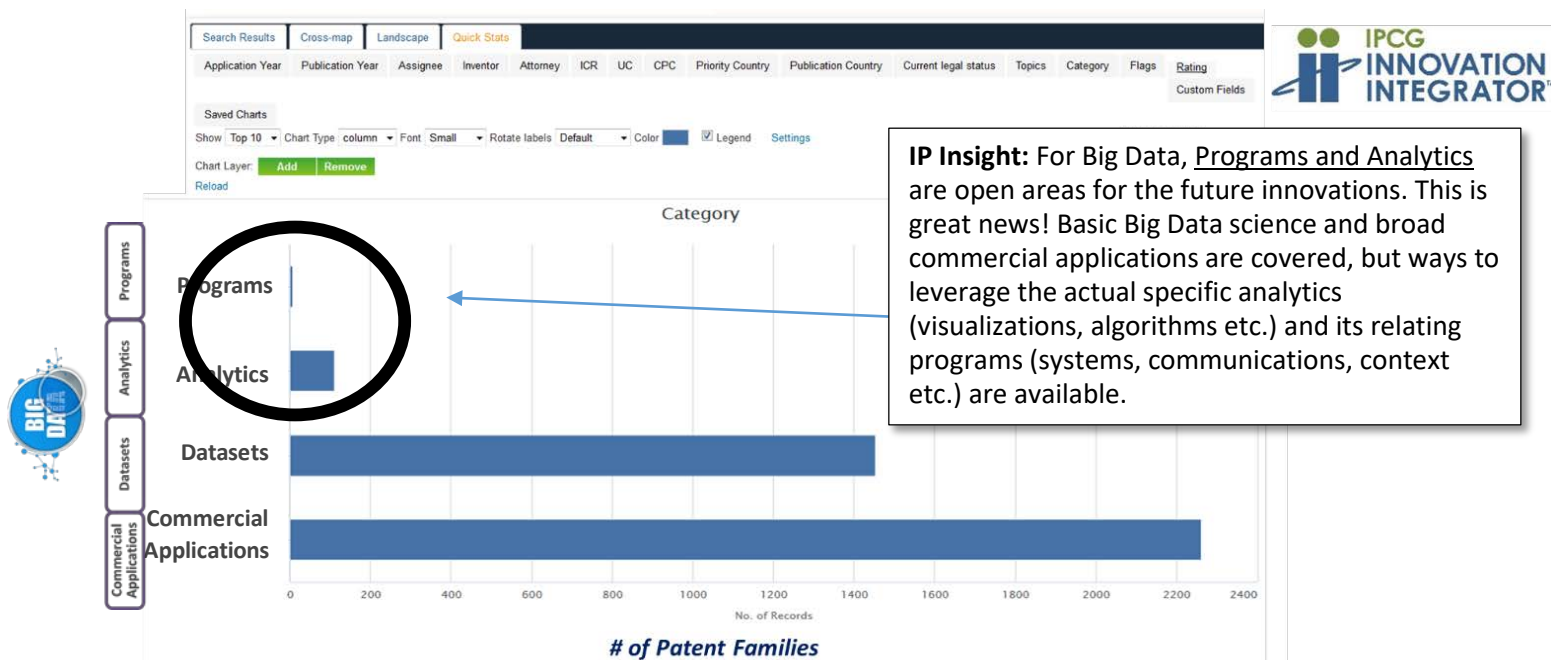 Search Results Cross-map Landscape Quick Stats
Application Year Publication Year Assignee Inventor Attorney ICR UC CPC Priority Country Publication Country Current legal status Topics Category Flags Rating
Custom Fields
Saved Charts
Show Top 10 Chart Type column Font Small Rotate labels Default Color Legend Settings
Chart Layer: Add Remove
Reload
IPCG
INNOVATION
INTEGRATOR
IP Insight: For Big Data, Programs and Analytics
are open areas for the future innovations. This is
great news! Basic Big Data science and broad
commercial applications are covered, but ways to
leverage the actual specific analytics
(visualizations, algorithms etc.) and its relating
programs (systems, communications, context
etc.) are available.
Category
Programs
Analytics
Datasets
Commercial
Applications
Programs
Analytics
Datasets
Commercial
Applications
BIG
0 200 400 600 800 1000 1200 1400 1600 1800 2000 2200 2400
No. of Records
# of Patent Families